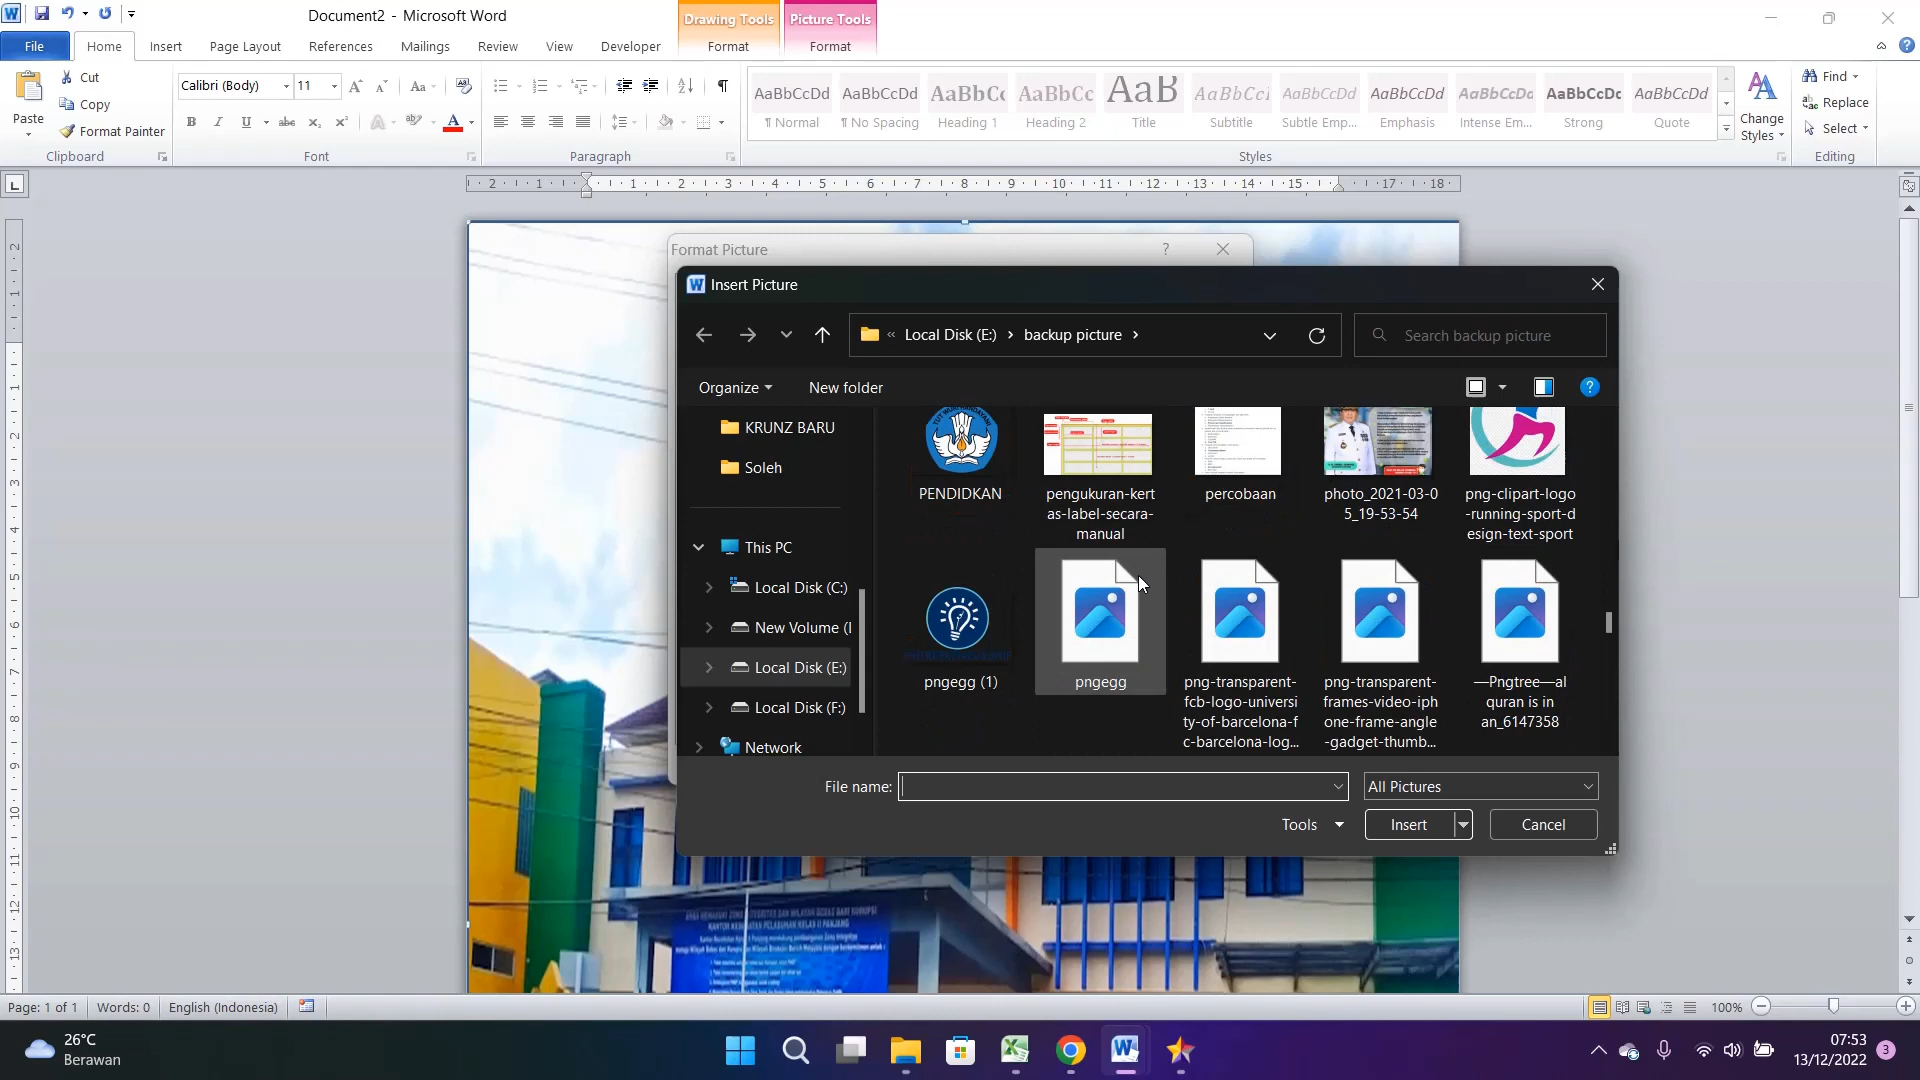 Document2 - Microsoft Word
Drawing Tools
Picture Tools
File
Home
Insert
Page Layout
References
Mailings
Review
View
Developer
Format
Format
Paste
Cut
Copy
Format Painter
Clipboard
Calibri (Body)
11
Font
Paragraph
AaBbCcDd
¶ Normal
AaBbCcDd
¶ No Spacing
AaBbCc
Heading 1
AaBbCc
Heading 2
AaB
Title
AaBbCc
Subtitle
AaBbCcDd
Subtle Emp...
AaBbCcDd
Emphasis
AaBbCcDd
Intense Em...
AaBbCcDc
Strong
AaBbCcDd
Quote
Styles
Change
Styles
Find
Replace
Select
Editing
Format Picture
Insert Picture
Local Disk (E:)
backup picture
Search backup picture
Organize
New folder
KRUNZ BARU
Soleh
This PC
Local Disk (C:)
New Volume (
Local Disk (E:)
Local Disk (F:)
Network
PENDIDKAN
pengukuran-kert
as-label-secara-
manual
percobaan
photo_2021-03-0
5_19-53-54
png-clipart-logo
-running-sport-d
esign-text-sport
pngegg (1)
pngegg
png-transparent-
fcb-logo-universi
ty-of-barcelona-f
c-barcelona-log...
png-transparent-
frames-video-iph
one-frame-angle
-gadget-thumb...
—Pngtree—al
quran is in
an_6147358
File name:
All Pictures
Tools
Insert
Cancel
Page: 1 of 1
Words: 0
English (Indonesia)
100%
26°C
Berawan
07:53
13/12/2022
3